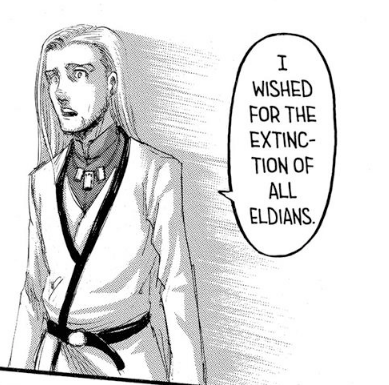 I
WISHED
FOR THE
EXTINC-
TION OF
ALL
ELDIANS.